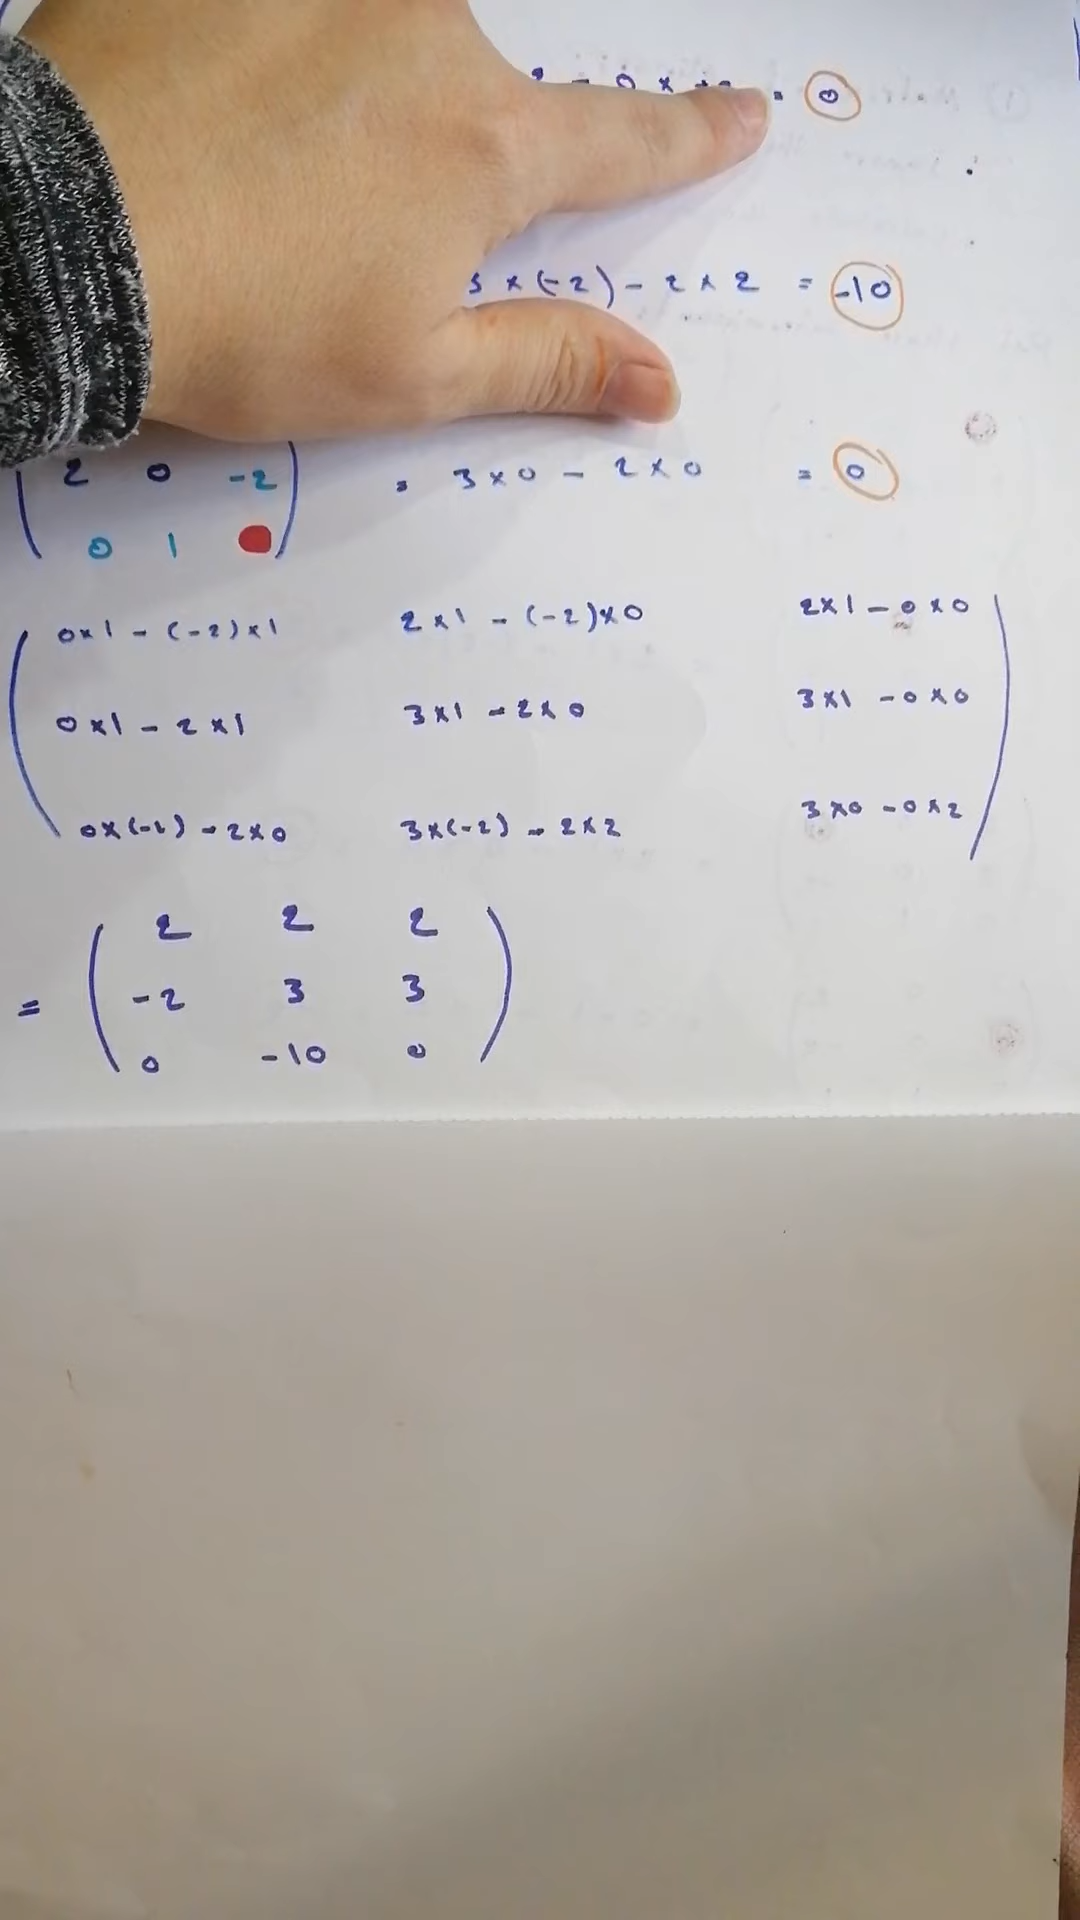 - 0 × = 0
3 × (-2) - 2 × 2 = -10
2 0 -2 = 3×0 - 2×0 = 0
0 1
0×1 - (-2)×1 2×1 - (-2)×0 2×1 - 0×0
0×1 - 2×1 3×1 - 2×0 3×1 - 0×0
0×(-2) - 2×0 3×(-2) - 2×2 3×0 - 0×2
2 2 2
= -2 3 3
0 -10 0